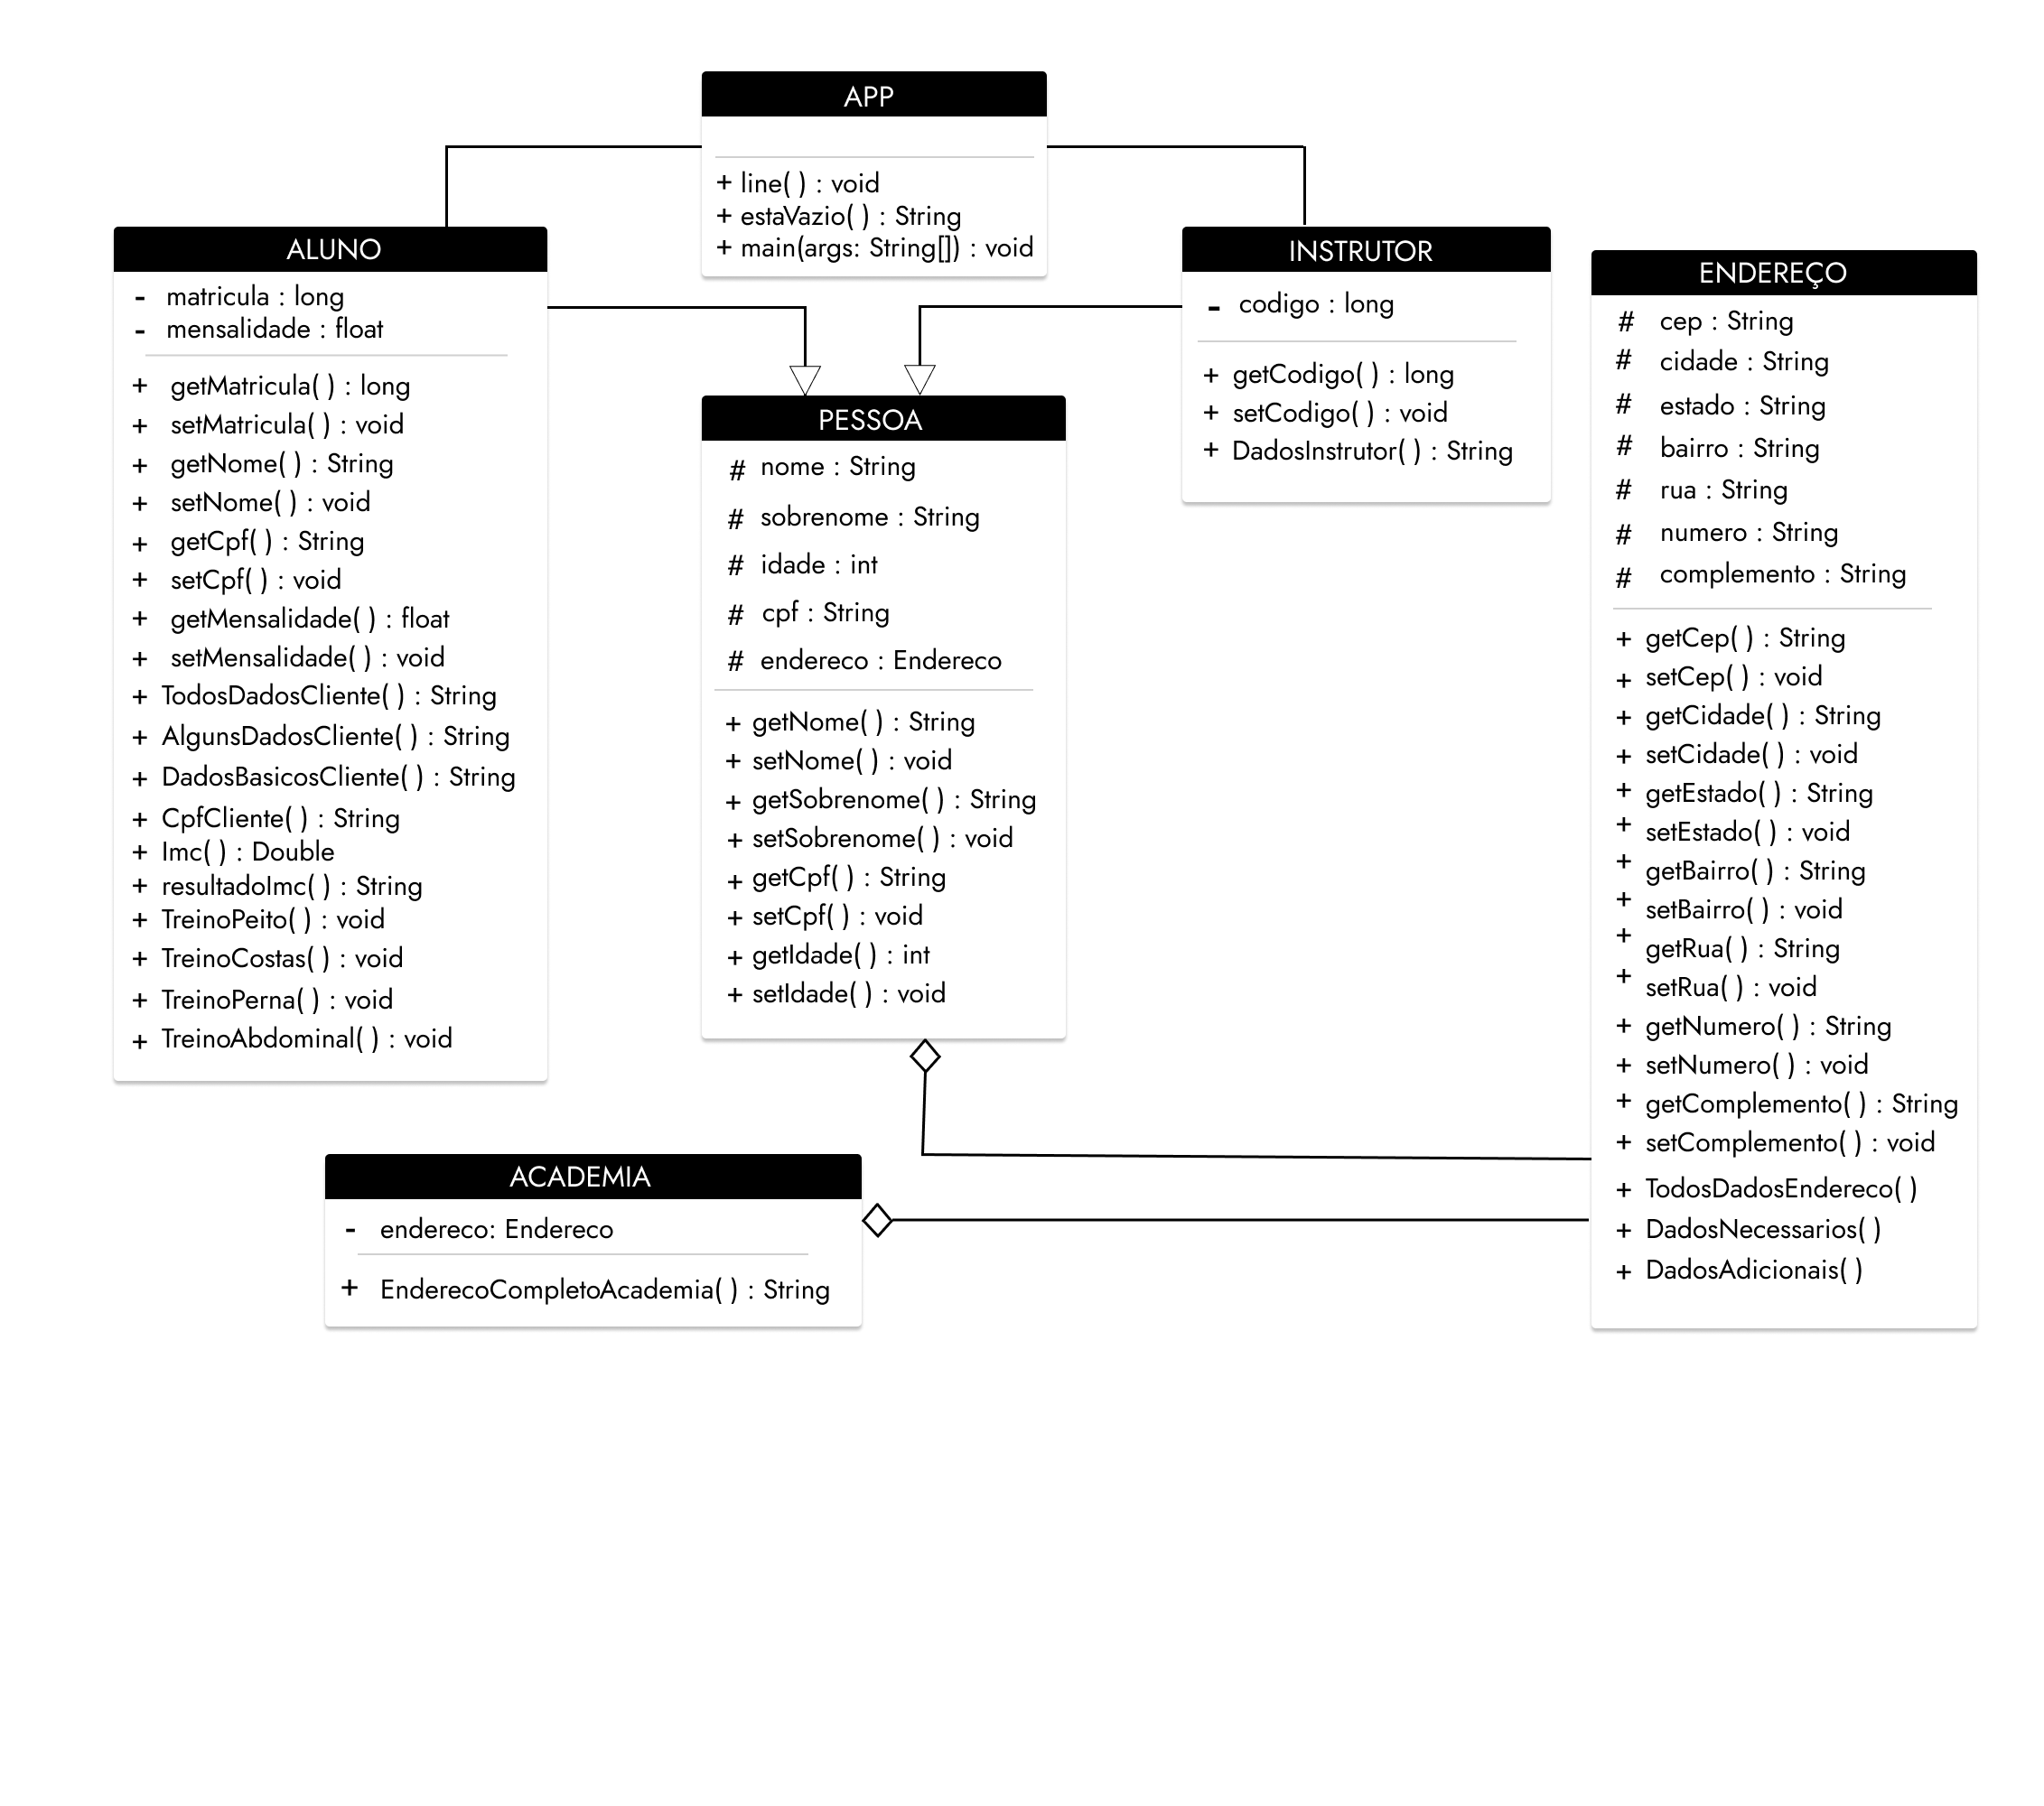 APP
+ line( ) : void
+ estaVazio( ) : String
+ main(args: String[]) : void
ALUNO
- matricula : long
- mensalidade : float
+ getMatricula( ) : long
+ setMatricula( ) : void
+ getNome( ) : String
+ setNome( ) : void
+ getCpf( ) : String
+ setCpf( ) : void
+ getMensalidade( ) : float
+ setMensalidade( ) : void
+ TodosDadosCliente( ) : String
+ AlgunsDadosCliente( ) : String
+ DadosBasicosCliente( ) : String
+ CpfCliente( ) : String
+ Imc( ) : Double
+ resultadoImc( ) : String
+ TreinoPeito( ) : void
+ TreinoCostas( ) : void
+ TreinoPerna( ) : void
+ TreinoAbdominal( ) : void
PESSOA
# nome : String
# sobrenome : String
# idade : int
# cpf : String
# endereco : Endereco
+ getNome( ) : String
+ setNome( ) : void
+ getSobrenome( ) : String
+ setSobrenome( ) : void
+ getCpf( ) : String
+ setCpf( ) : void
+ getIdade( ) : int
+ setIdade( ) : void
INSTRUTOR
- codigo : long
+ getCodigo( ) : long
+ setCodigo( ) : void
+ DadosInstrutor( ) : String
ENDEREÇO
# cep : String
# cidade : String
# estado : String
# bairro : String
# rua : String
# numero : String
# complemento : String
+ getCep( ) : String
+ setCep( ) : void
+ getCidade( ) : String
+ setCidade( ) : void
+ getEstado( ) : String
+ setEstado( ) : void
+ getBairro( ) : String
+ setBairro( ) : void
+ getRua( ) : String
+ setRua( ) : void
+ getNumero( ) : String
+ setNumero( ) : void
+ getComplemento( ) : String
+ setComplemento( ) : void
+ TodosDadosEndereco( )
+ DadosNecessarios( )
+ DadosAdicionais( )
ACADEMIA
- endereco: Endereco
+ EnderecoCompletoAcademia( ) : String